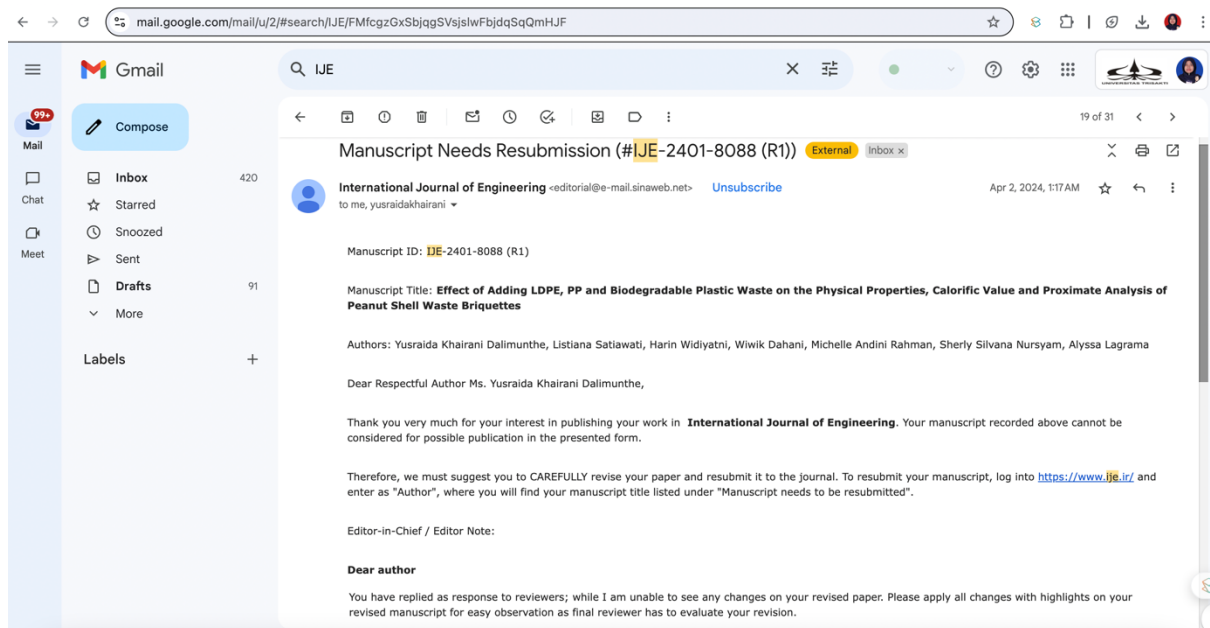 mail.google.com/mail/u/2/#search/IJE/FMfcgzGxSbjqgSVsjslwFbjdqSqQmHJF
Gmail
IJE
UNIVERSITAS TRISAKTI
99+
Mail
Chat
Meet
Compose
Inbox 420
Starred
Snoozed
Sent
Drafts 91
More
Labels
19 of 31
Manuscript Needs Resubmission (#IJE-2401-8088 (R1)) External Inbox ×
International Journal of Engineering <editorial@e-mail.sinaweb.net> Unsubscribe Apr 2, 2024, 1:17 AM
to me, yusraidakhairani
Manuscript ID: IJE-2401-8088 (R1)
Manuscript Title: Effect of Adding LDPE, PP and Biodegradable Plastic Waste on the Physical Properties, Calorific Value and Proximate Analysis of
Peanut Shell Waste Briquettes
Authors: Yusraida Khairani Dalimunthe, Listiana Satiawati, Harin Widiyatni, Wiwik Dahani, Michelle Andini Rahman, Sherly Silvana Nursyam, Alyssa Lagrama
Dear Respectful Author Ms. Yusraida Khairani Dalimunthe,
Thank you very much for your interest in publishing your work in International Journal of Engineering. Your manuscript recorded above cannot be
considered for possible publication in the presented form.
Therefore, we must suggest you to CAREFULLY revise your paper and resubmit it to the journal. To resubmit your manuscript, log into https://www.ije.ir/ and
enter as "Author", where you will find your manuscript title listed under "Manuscript needs to be resubmitted".
Editor-in-Chief / Editor Note:
Dear author
You have replied as response to reviewers; while I am unable to see any changes on your revised paper. Please apply all changes with highlights on your
revised manuscript for easy observation as final reviewer has to evaluate your revision.